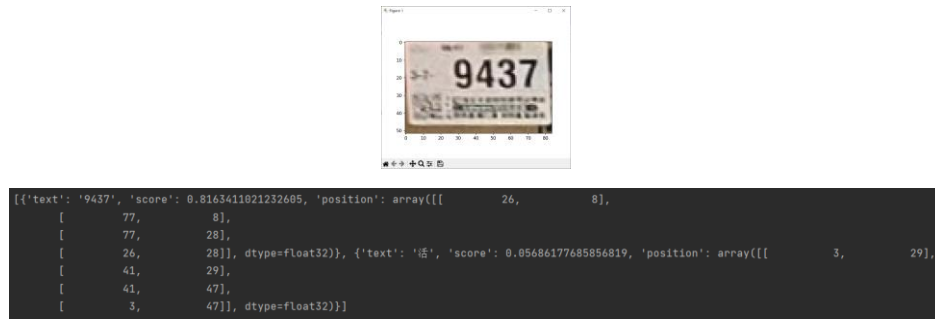 Figure 1
0
10
20
30
40
50
3-2-
9437
0 10 20 30 40 50 60 70 80
[{'text': '9437', 'score': 0.8163411021232605, 'position': array([[ 26, 8],
[ 77, 8],
[ 77, 28],
[ 26, 28]], dtype=float32)}, {'text': '活', 'score': 0.05686177685856819, 'position': array([[ 3, 29],
[ 41, 29],
[ 41, 47],
[ 3, 47]], dtype=float32)}]